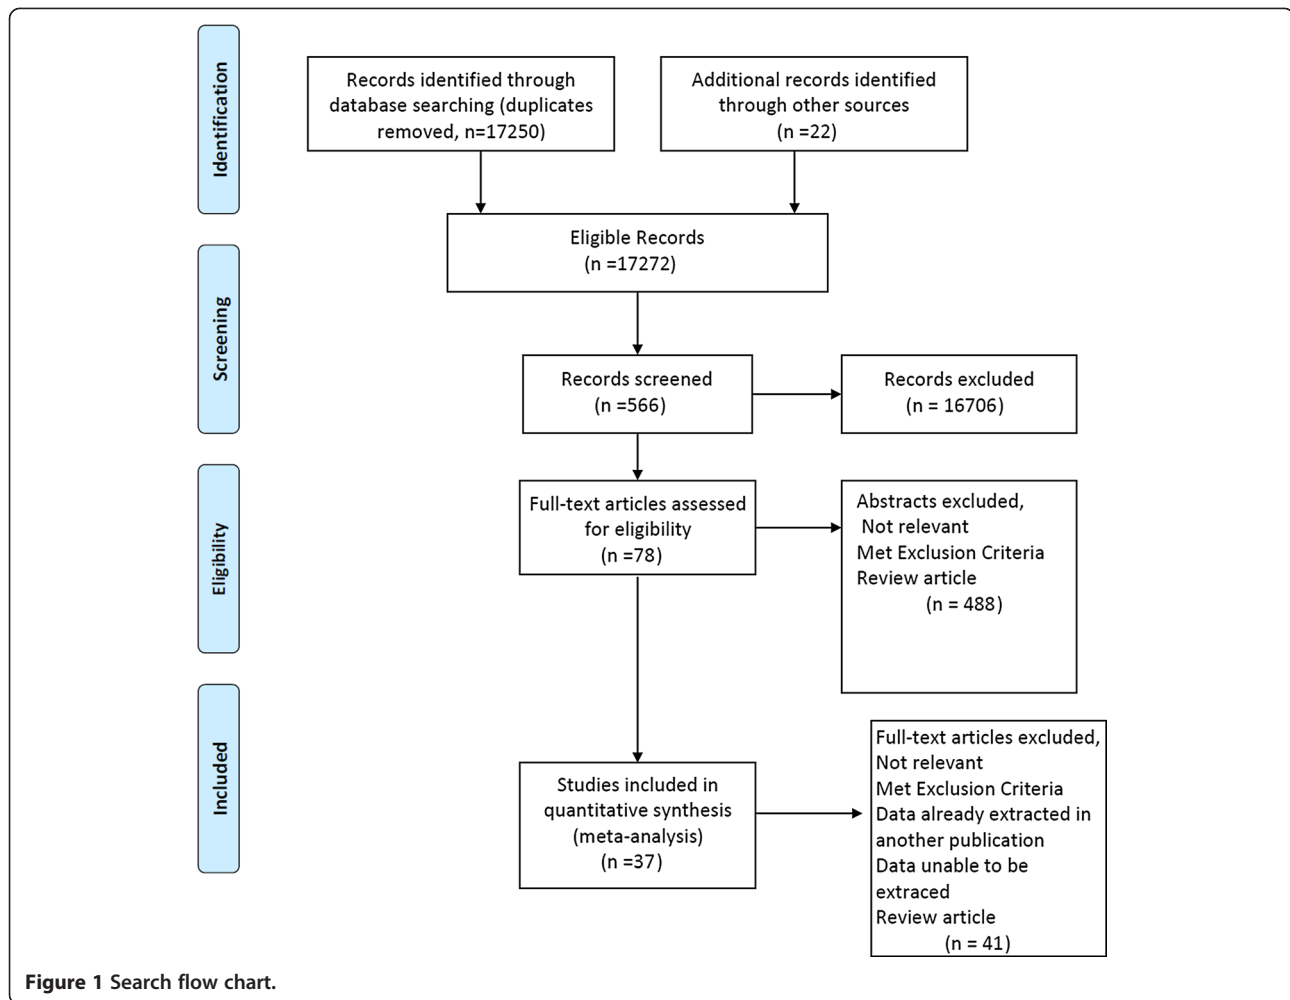 Identification
Records identified through
database searching (duplicates
removed, n=17250)
Additional records identified
through other sources
(n =22)
Eligible Records
(n =17272)
Screening
Records screened
(n =566)
Records excluded
(n = 16706)
Eligibility
Full-text articles assessed
for eligibility
(n =78)
Abstracts excluded,
Not relevant
Met Exclusion Criteria
Review article
(n = 488)
Included
Studies included in
quantitative synthesis
(meta-analysis)
(n =37)
Full-text articles excluded,
Not relevant
Met Exclusion Criteria
Data already extracted in
another publication
Data unable to be
extraced
Review article
(n = 41)
Figure 1 Search flow chart.